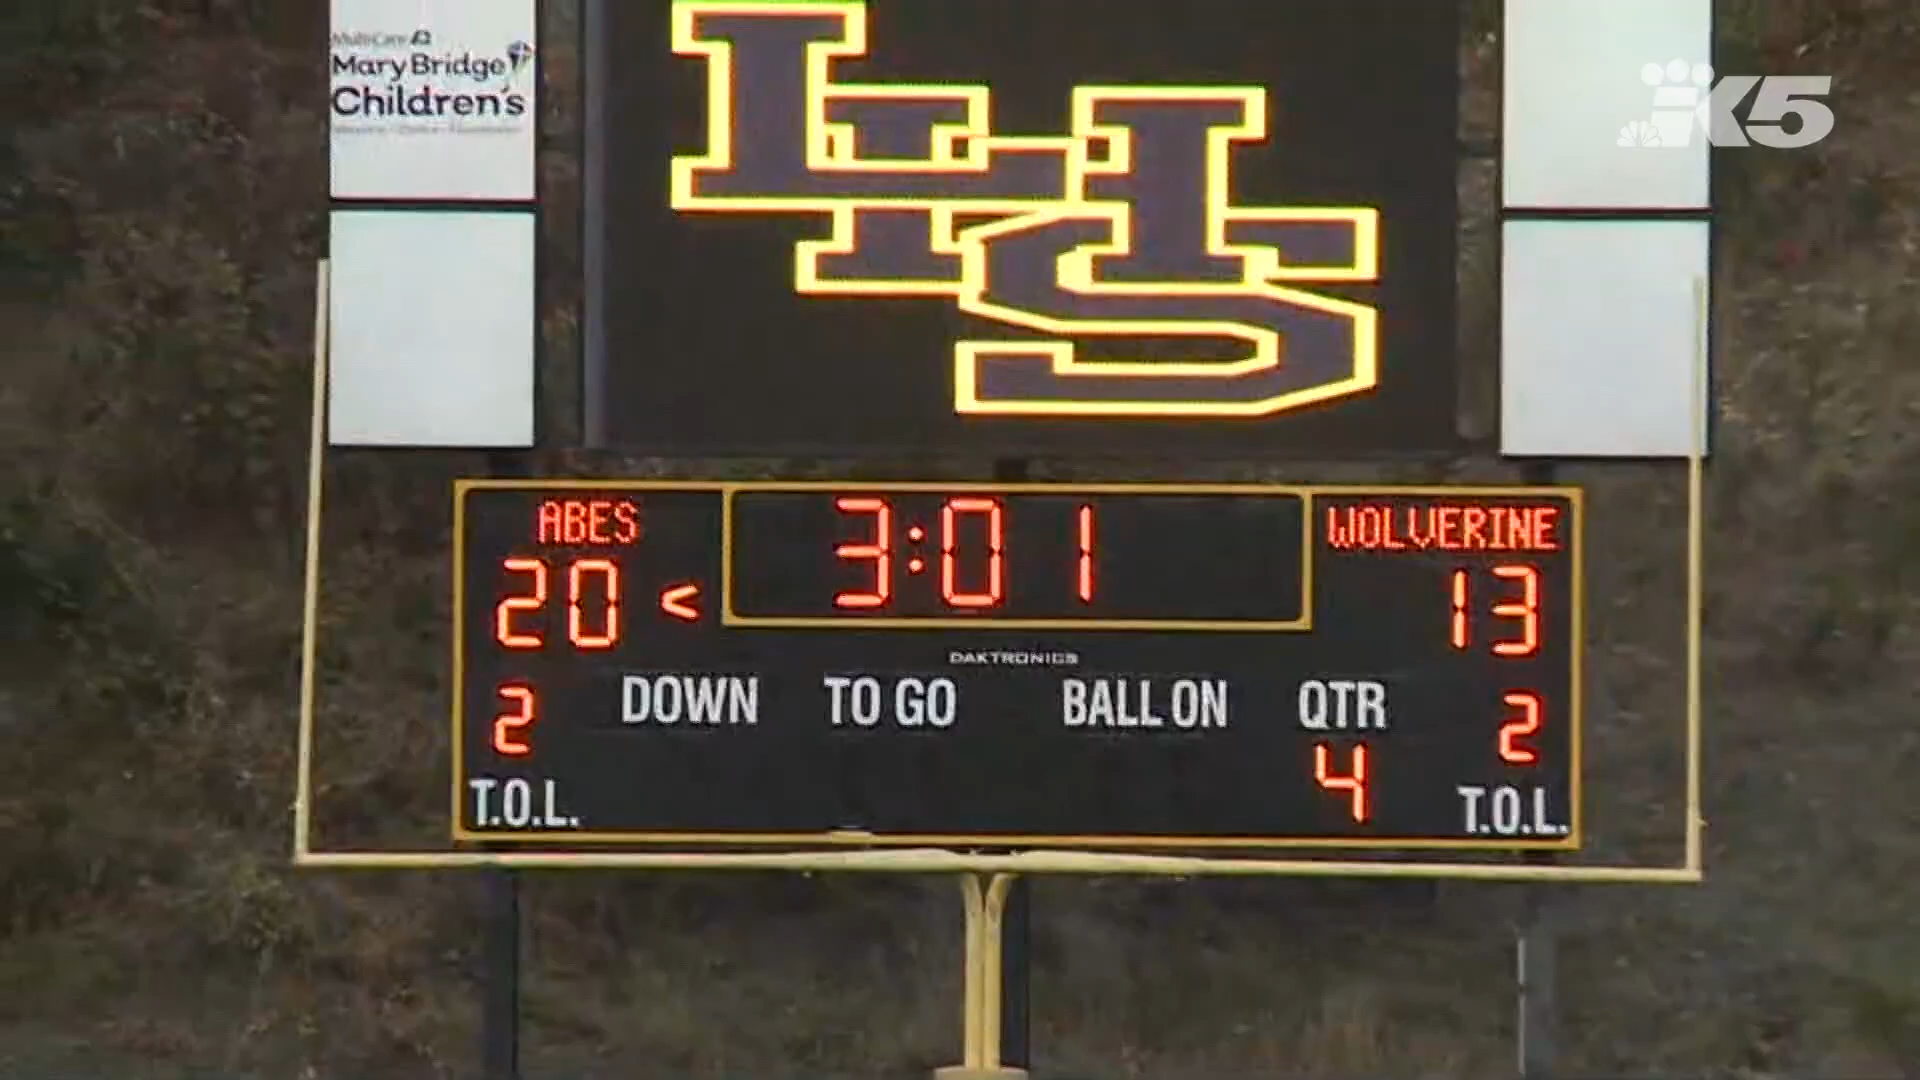 MultiCare
Mary Bridge
Children's
LHS
K5
ABES
3:01 1
WOLVERINE
20 <
13
DAKTRONICS
DOWN TO GO BALL ON QTR
2
2
4
T.O.L.
T.O.L.